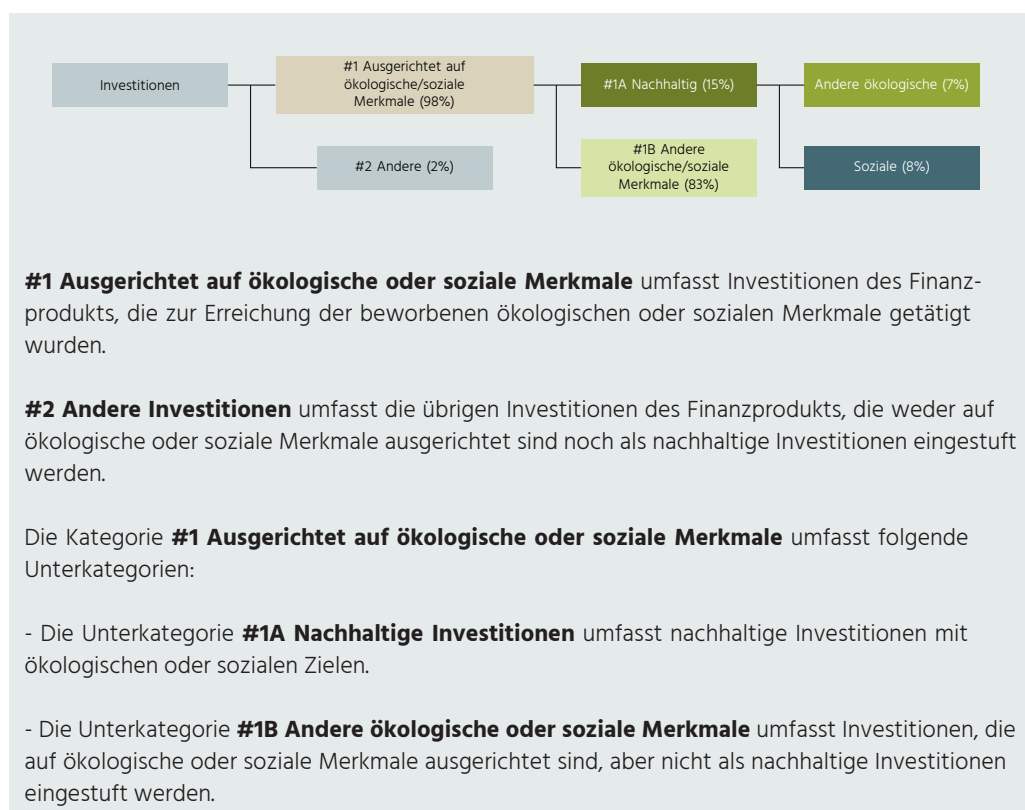 Investitionen
#1 Ausgerichtet auf
ökologische/soziale
Merkmale (98%)
#1A Nachhaltig (15%)
Andere ökologische (7%)
#2 Andere (2%)
#1B Andere
ökologische/soziale
Merkmale (83%)
Soziale (8%)
#1 Ausgerichtet auf ökologische oder soziale Merkmale umfasst Investitionen des Finanz-
produkts, die zur Erreichung der beworbenen ökologischen oder sozialen Merkmale getätigt
wurden.
#2 Andere Investitionen umfasst die übrigen Investitionen des Finanzprodukts, die weder auf
ökologische oder soziale Merkmale ausgerichtet sind noch als nachhaltige Investitionen eingestuft
werden.
Die Kategorie #1 Ausgerichtet auf ökologische oder soziale Merkmale umfasst folgende
Unterkategorien:
- Die Unterkategorie #1A Nachhaltige Investitionen umfasst nachhaltige Investitionen mit
ökologischen oder sozialen Zielen.
- Die Unterkategorie #1B Andere ökologische oder soziale Merkmale umfasst Investitionen, die
auf ökologische oder soziale Merkmale ausgerichtet sind, aber nicht als nachhaltige Investitionen
eingestuft werden.